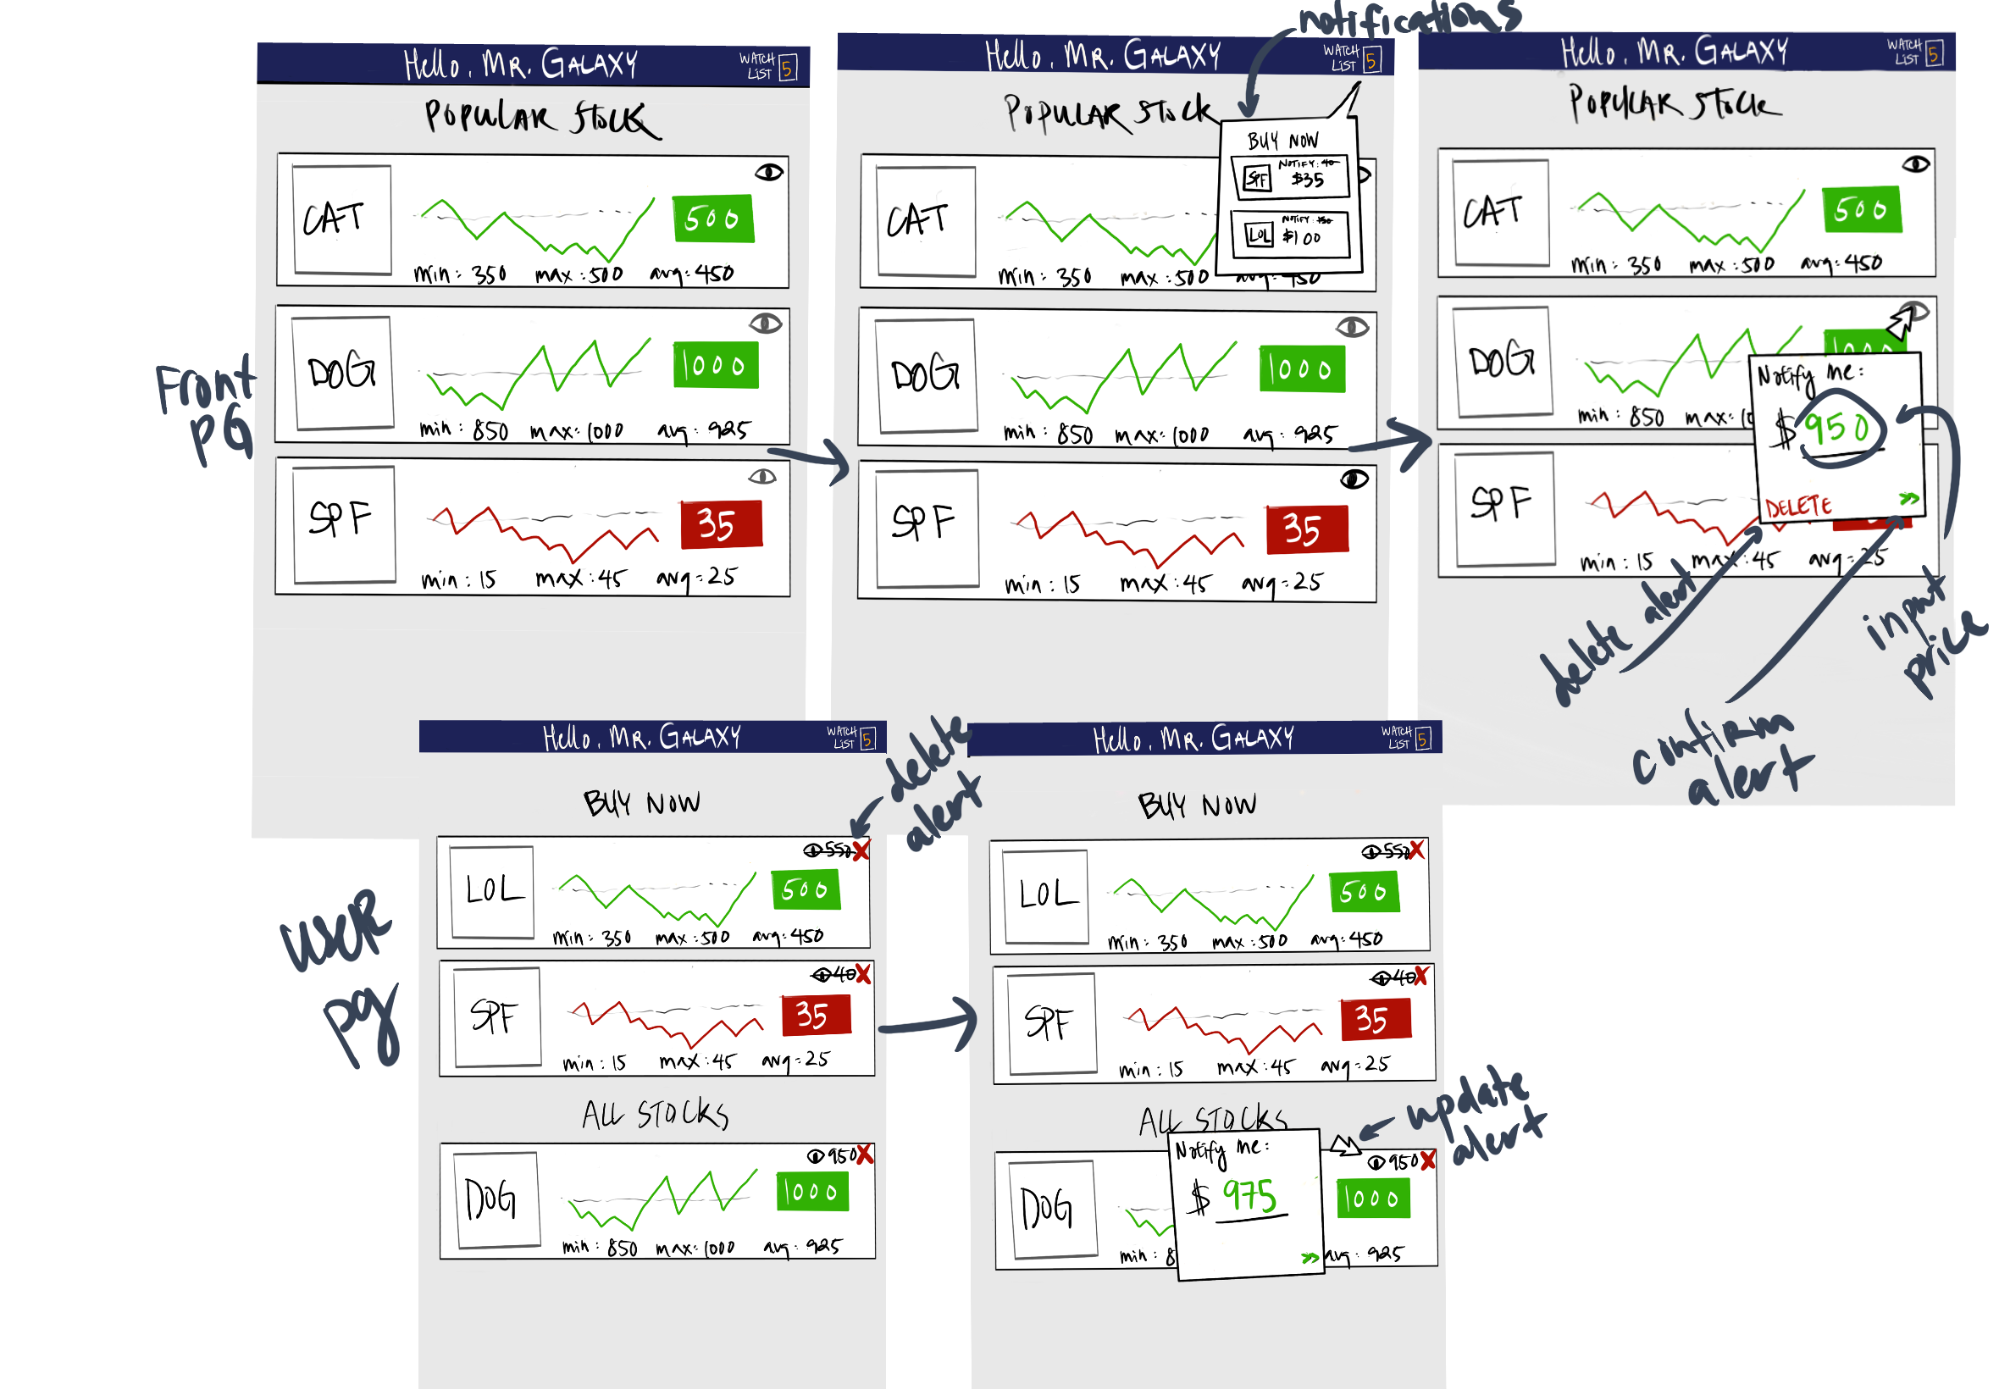 notifications
Hello, MR. GALAXY
WATCH
LIST 5
POPULAR STOCK
CAT
500
min: 350 max: 500 avg: 450
DOG
1000
min: 850 max: 1000 avg: 925
SPF
35
min: 15 max: 45 avg: 25
Front
PG
Hello, MR. GALAXY
WATCH
LIST 5
POPULAR STOCK
BUY NOW
NOTIFY: 40
SPF $35
LOL $100
CAT
min: 350 max: 500 avg: 450
DOG
1000
min: 850 max: 1000 avg: 925
SPF
35
min: 15 max: 45 avg: 25
Hello, MR. GALAXY
WATCH
LIST 5
POPULAR STOCK
CAT
500
min: 350 max: 500 avg: 450
DOG
1000
min: 850 max: 10
Notify me:
$ 950
DELETE »
SPF
min: 15 max: 45 avg: 25
delete alert
confirm
alert
input
price
user
pg
Hello, MR. GALAXY
WATCH
LIST 5
delete
alert
BUY NOW
LOL
550 X
500
min: 350 max: 500 avg: 450
SPF
40 X
35
min: 15 max: 45 avg: 25
ALL STOCKS
DOG
950 X
1000
min: 850 max: 1000 avg: 925
Hello, MR. GALAXY
WATCH
LIST 5
BUY NOW
LOL
550 X
500
min: 350 max: 500 avg: 450
SPF
40 X
35
min: 15 max: 45 avg: 25
ALL STOCKS
update
alert
DOG
950 X
1000
min: 8 avg: 925
Notify me:
$ 975
»